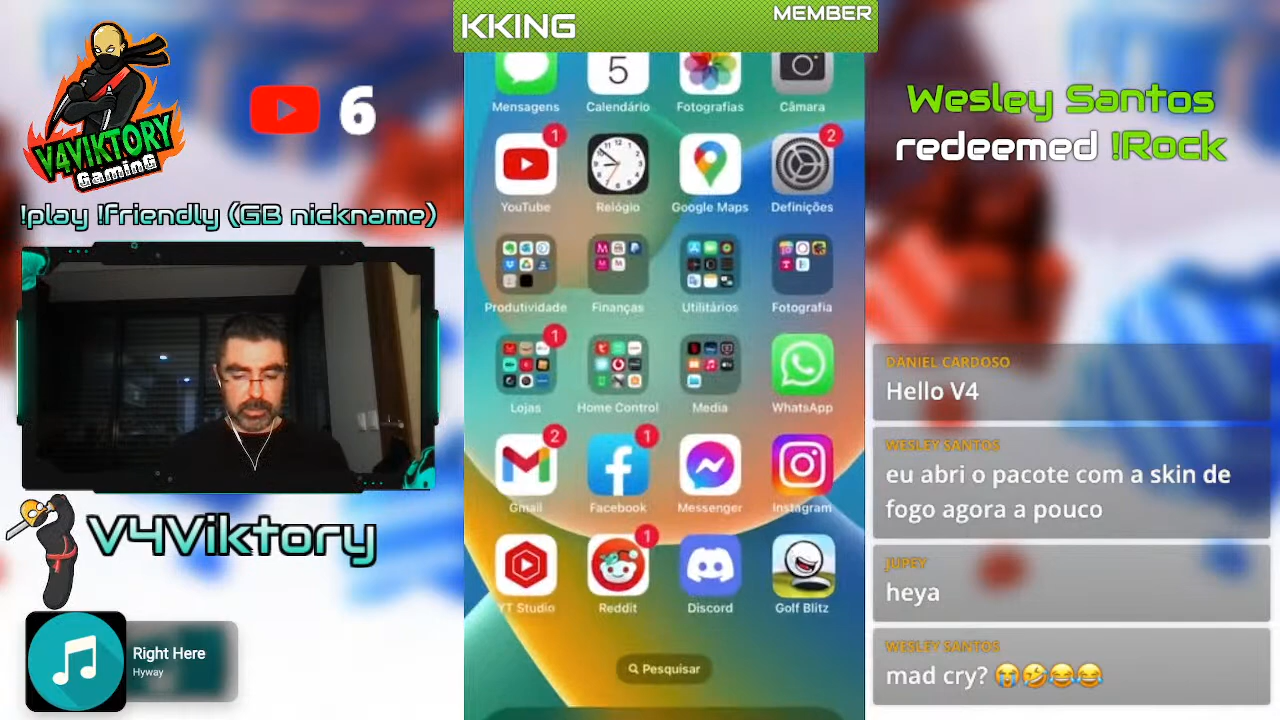 V4VIKTORY
GaminG
6
!play !friendly (GB nickname)
V4Viktory
Right Here
Hyway
KKING
MEMBER
5
Mensagens
Calendário
Fotografias
Câmara
1
12
2
YouTube
Relógio
Google Maps
Definições
Produtividade
Finanças
Utilitários
Fotografia
1
Lojas
Home Control
Media
WhatsApp
2
1
Gmail
Facebook
Messenger
Instagram
1
YT Studio
Reddit
Discord
Golf Blitz
Pesquisar
Wesley Santos
redeemed !Rock
DANIEL CARDOSO
Hello V4
WESLEY SANTOS
eu abri o pacote com a skin de
fogo agora a pouco
JUPEY
heya
WESLEY SANTOS
mad cry? 😭🤣😂😂